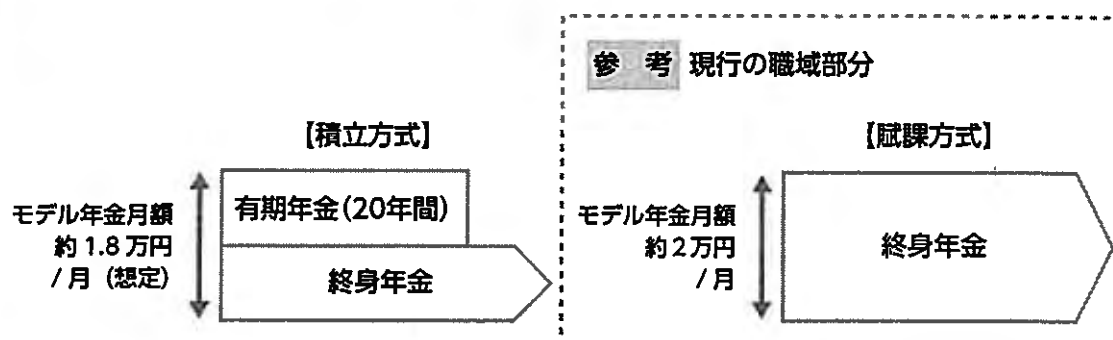 参 考 現行の職域部分
【積立方式】
モデル年金月額
約1.8万円
/月(想定)
有期年金(20年間)
終身年金
【賦課方式】
モデル年金月額
約2万円
/月
終身年金